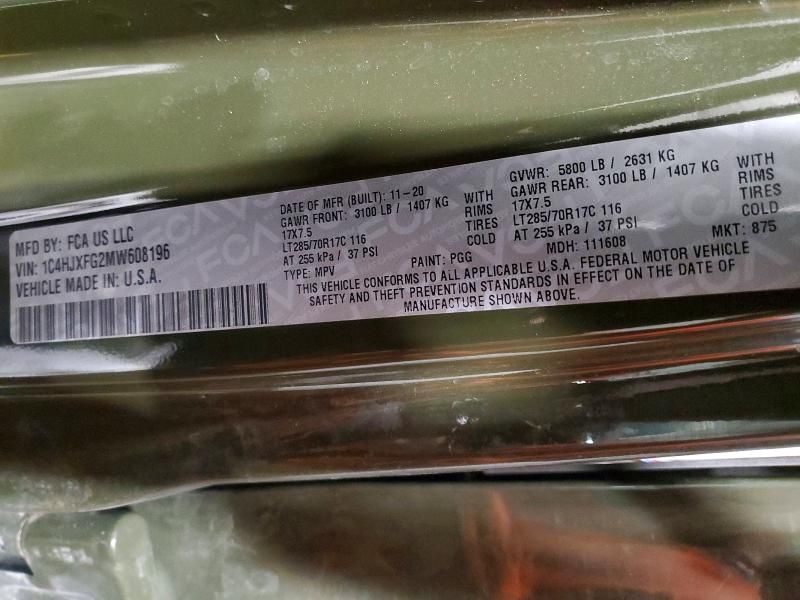 MFD BY: FCA US LLC
VIN: 1C4HJXFG2MW608196
VEHICLE MADE IN: U.S.A.
DATE OF MFR (BUILT): 11-20
GAWR FRONT: 3100 LB / 1407 KG WITH
17X7.5 RIMS
LT285/70R17C 116 TIRES
AT 255 kPa / 37 PSI COLD
TYPE: MPV
PAINT: PGG
GVWR: 5800 LB / 2631 KG
GAWR REAR: 3100 LB / 1407 KG WITH
17X7.5 RIMS
LT285/70R17C 116 TIRES
AT 255 kPa / 37 PSI COLD
MDH: 111608
MKT: 875
THIS VEHICLE CONFORMS TO ALL APPLICABLE U.S.A. FEDERAL MOTOR VEHICLE
SAFETY AND THEFT PREVENTION STANDARDS IN EFFECT ON THE DATE OF
MANUFACTURE SHOWN ABOVE.